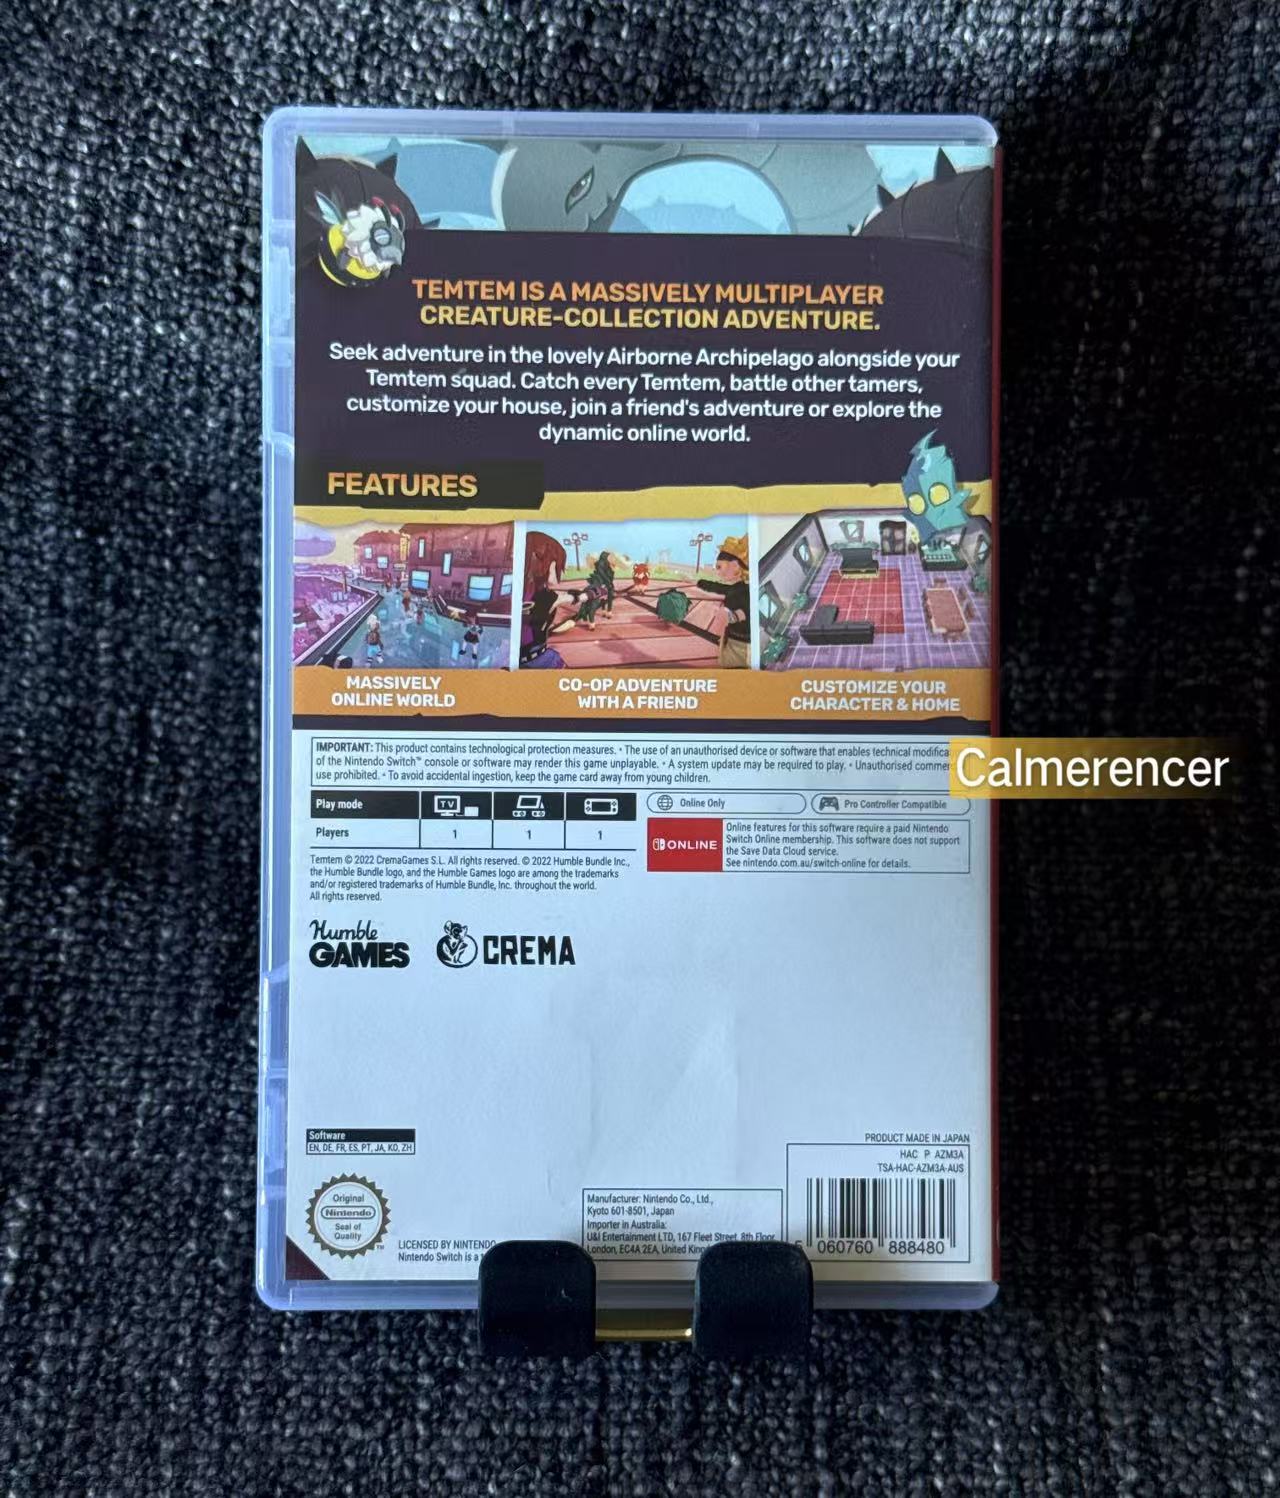 TEMTEM IS A MASSIVELY MULTIPLAYER
CREATURE-COLLECTION ADVENTURE.
Seek adventure in the lovely Airborne Archipelago alongside your
Temtem squad. Catch every Temtem, battle other tamers,
customize your house, join a friend's adventure or explore the
dynamic online world.
FEATURES
MASSIVELY
ONLINE WORLD
CO-OP ADVENTURE
WITH A FRIEND
CUSTOMIZE YOUR
CHARACTER & HOME
IMPORTANT: This product contains technological protection measures. • The use of an unauthorised device or software that enables technical
of the Nintendo Switch™ console or software may render this game unplayable. • A system update may be required to play. • Unauthorised
use prohibited. • To avoid accidental ingestion, keep the game card away from young children.
Calmerencer
Play mode
TV
Players
1
1
1
Online Only
Pro Controller Compatible
ONLINE
Online features for this software require a paid Nintendo
Switch Online membership. This software does not support
the Save Data Cloud service.
See nintendo.com.au/switch-online for details.
Temtem © 2022 CremaGames S.L. All rights reserved. © 2022 Humble Bundle Inc.,
the Humble Bundle logo, and the Humble Games logo are among the trademarks
and/or registered trademarks of Humble Bundle, Inc. throughout the world.
All rights reserved.
Humble
GAMES
CREMA
Software
EN, DE, FR, ES, PT, JA, KO, ZH
PRODUCT MADE IN JAPAN
HAC P AZM3A
TSA-HAC-AZM3A-AUS
5 060760 888480
Original
Nintendo
Seal of
Quality
TM
LICENSED BY NINTENDO
Nintendo Switch is a
Manufacturer: Nintendo Co., Ltd.,
Kyoto 601-8501, Japan
Importer in Australia:
U&I Entertainment LTD, 167 Fleet Street, 8th Floor,
London, EC4A 2EA, United